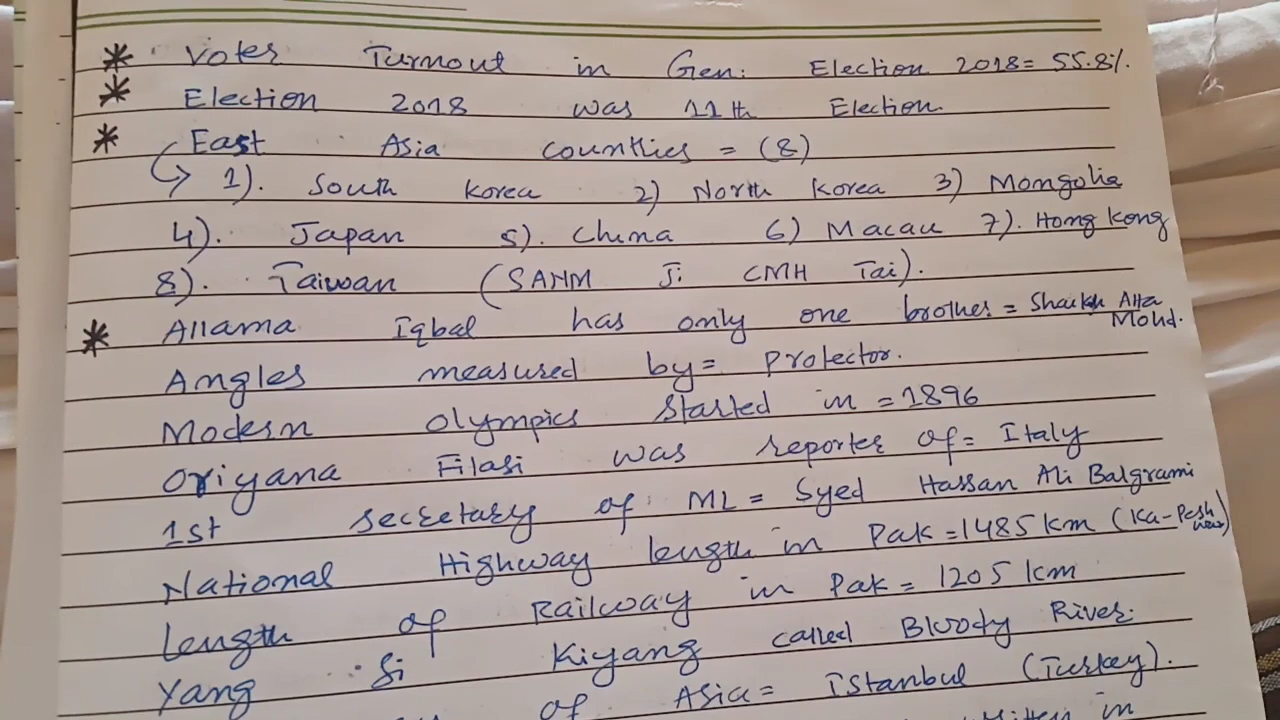 * Voter Turnout in Gen: Election 2018 = 55.8%.
* Election 2018 was 11th Election.
* East Asia countries = (8)
1). South Korea 2) North Korea 3) Mongolia
4). Japan 5). China 6) Macau 7). Hong Kong
8). Taiwan (SANM Ji CMH Tai).
* Allama Iqbal has only one brother = Shaikh Atta Mohd.
Angles measured by = Protector.
Modern Olympics started in = 1896
Oriyana Filasi was reporter of = Italy
1st secretary of ML = Syed Hassan Ali Balgrami
National Highway length in Pak = 1485 km (Ka-Peshwar)
length of Railway in Pak = 1205 km
Yang Si Kiyang called Bloody River.
of Asia = Istanbul (Turkey).
in